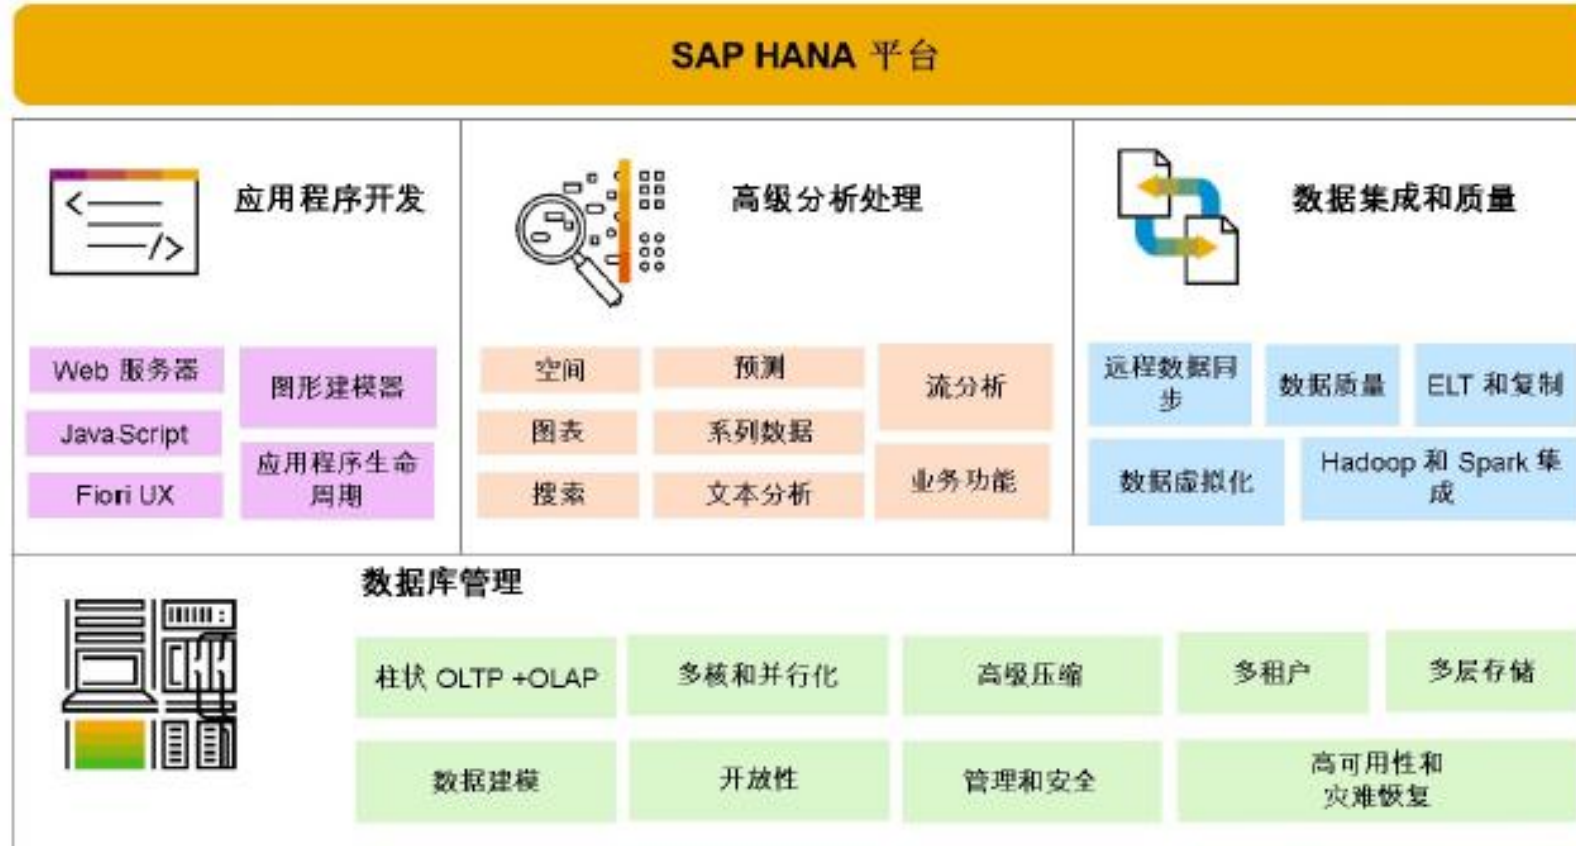 SAP HANA 平台
应用程序开发
Web 服务器
JavaScript
Fiori UX
图形建模器
应用程序生命
周期
高级分析处理
空间
图表
搜索
预测
系列数据
文本分析
流分析
业务功能
数据集成和质量
远程数据同
步
数据质量
ELT 和复制
数据虚拟化
Hadoop 和 Spark 集
成
数据库管理
柱状 OLTP +OLAP
多核和并行化
高级压缩
多租户
多层存储
数据建模
开放性
管理和安全
高可用性和
灾难恢复